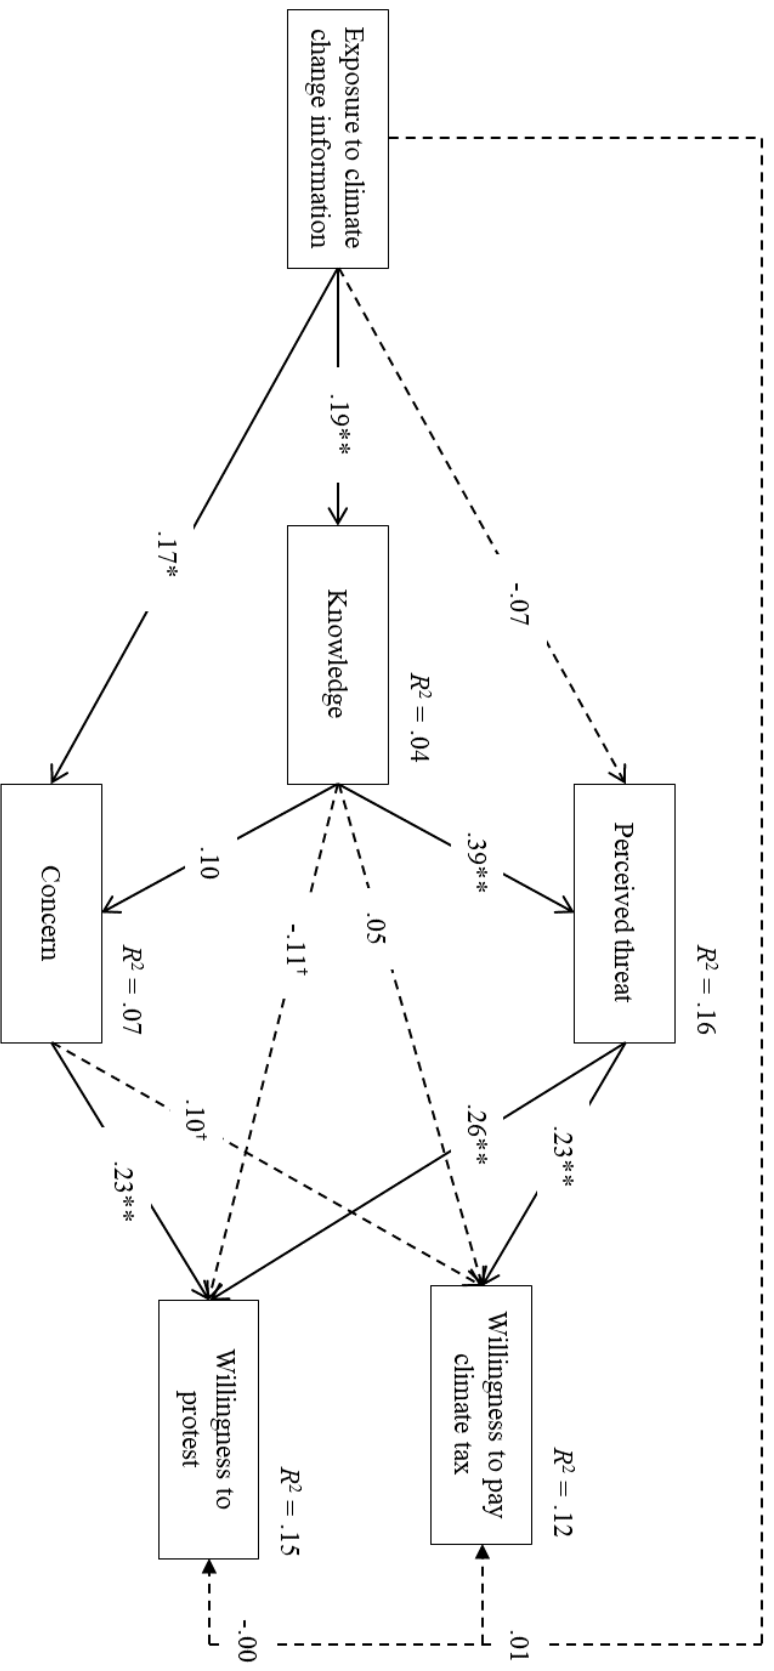 Exposure to climate
change information
.19**
-.07
.17*
Knowledge
R² = .04
Perceived threat
R² = .16
.39**
.10
.05
-.11†
Concern
R² = .07
.23**
.26**
.10†
.23**
Willingness to pay
climate tax
R² = .12
Willingness to
protest
R² = .15
.01
-.00